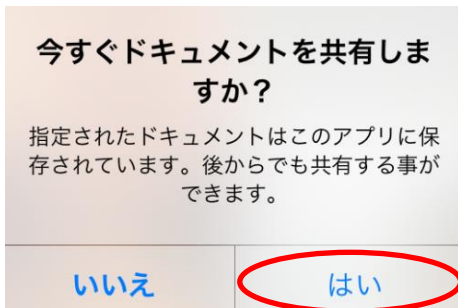 今すぐドキュメントを共有しま
すか？
指定されたドキュメントはこのアプリに保
存されています。後からでも共有する事が
できます。
いいえ
はい